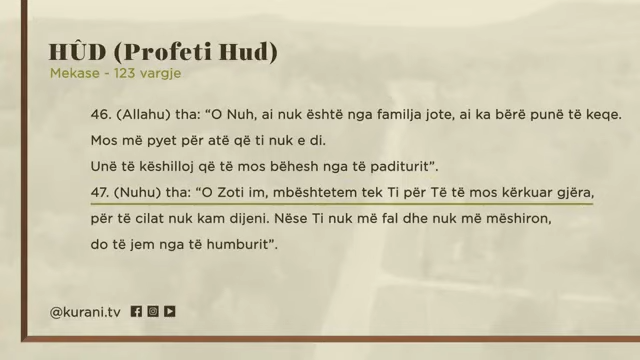 HÛD (Profeti Hud)
Mekase - 123 vargje
46. (Allahu) tha: “O Nuh, ai nuk është nga familja jote, ai ka bërë punë të keqe.
Mos më pyet për atë që ti nuk e di.
Unë të këshilloj që të mos bëhesh nga të paditurit”.
47. (Nuhu) tha: “O Zoti im, mbështetem tek Ti për Të të mos kërkuar gjëra,
për të cilat nuk kam dijeni. Nëse Ti nuk më fal dhe nuk më mëshiron,
do të jem nga të humburit”.
@kurani.tv